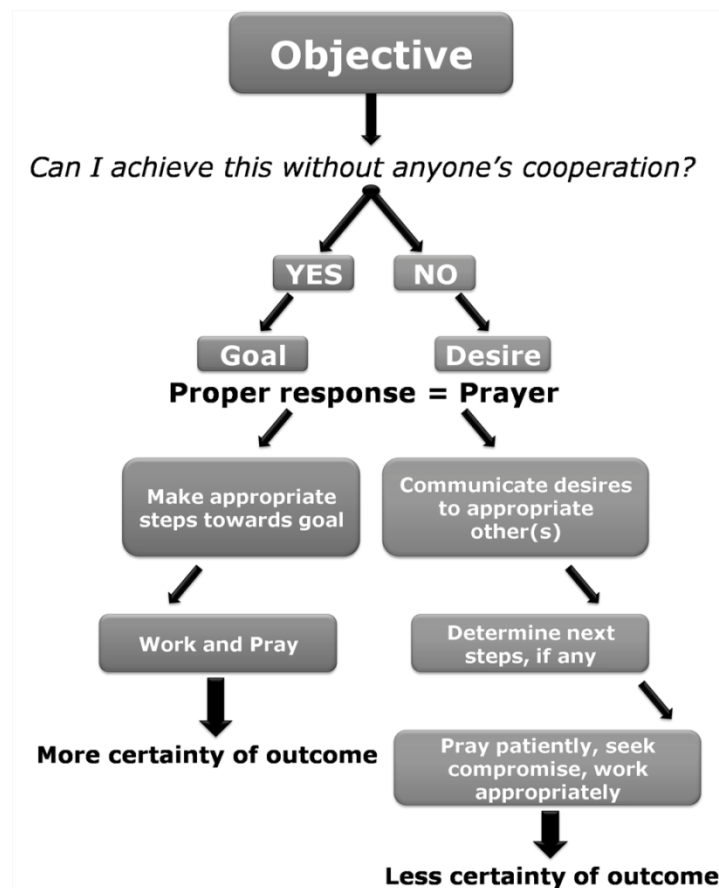 Objective
Can I achieve this without anyone's cooperation?
YES
NO
Goal
Desire
Proper response = Prayer
Make appropriate
steps towards goal
Communicate desires
to appropriate
other(s)
Work and Pray
Determine next
steps, if any
More certainty of outcome
Pray patiently, seek
compromise, work
appropriately
Less certainty of outcome